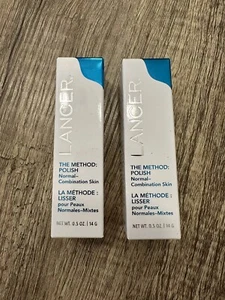 LANCER
THE METHOD:
POLISH
Normal–
Combination Skin
LA MÉTHODE :
LISSER
pour Peaux
Normales–Mixtes
NET WT. 0.5 OZ | 14 G
LANCER
THE METHOD:
POLISH
Normal–
Combination Skin
LA MÉTHODE :
LISSER
pour Peaux
Normales–Mixtes
NET WT. 0.5 OZ | 14 G